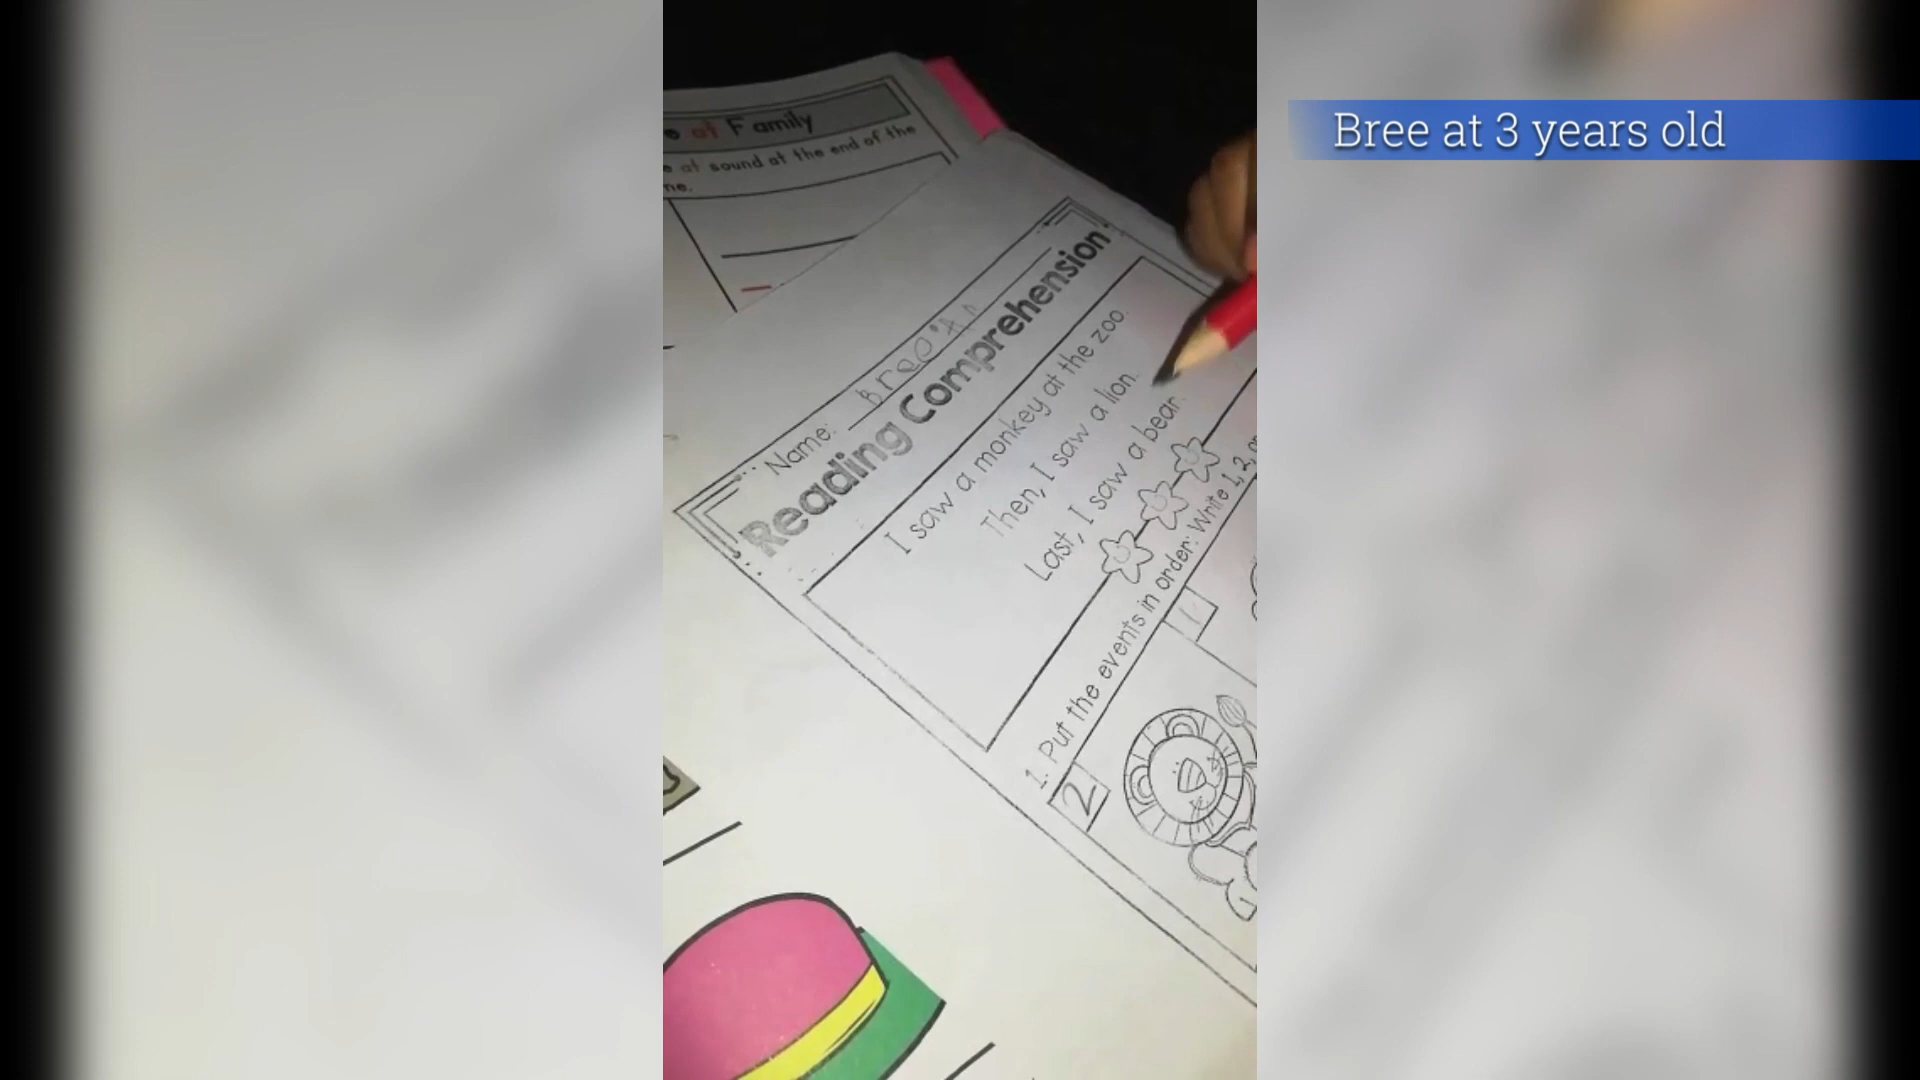 Bree at 3 years old
at Family
at sound at the end of the
Name: Bree'A
Reading Comprehension
I saw a monkey at the zoo.
Then, I saw a lion.
Last, I saw a bear.
1. Put the events in order: Write 1, 2,
1
2